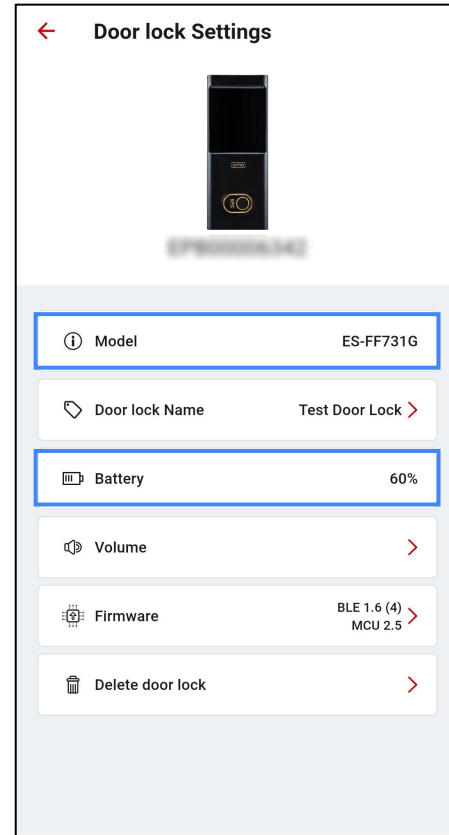 Door lock Settings
Model ES-FF731G
Door lock Name Test Door Lock
Battery 60%
Volume
Firmware BLE 1.6 (4)
MCU 2.5
Delete door lock